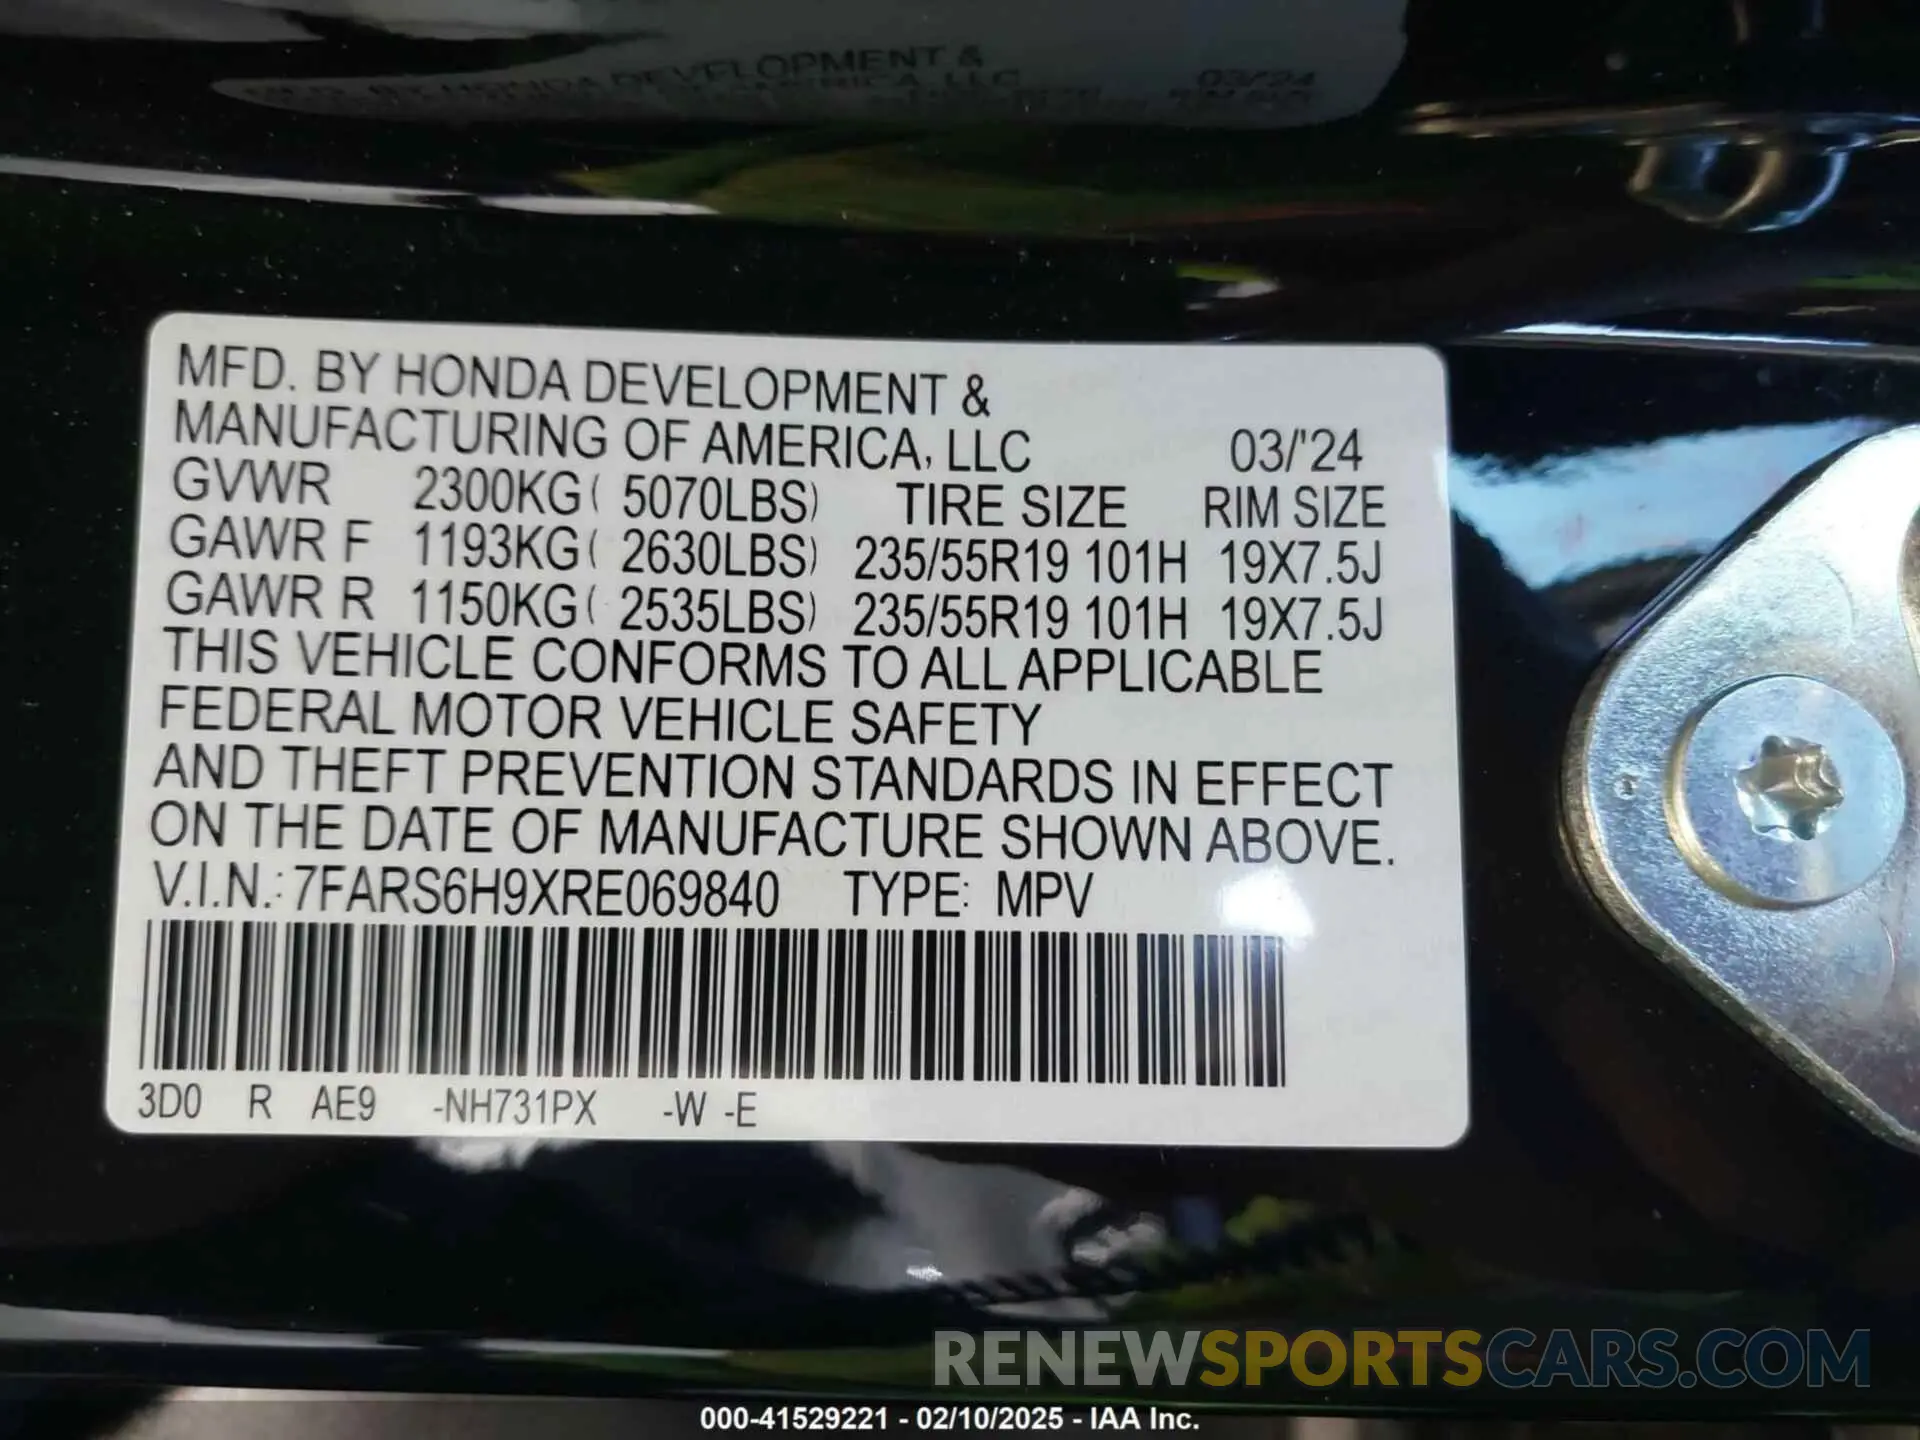 DEVELOPMENT &
03/'24
MFD. BY HONDA DEVELOPMENT &
MANUFACTURING OF AMERICA, LLC 03/'24
GVWR 2300KG( 5070LBS) TIRE SIZE RIM SIZE
GAWR F 1193KG( 2630LBS) 235/55R19 101H 19X7.5J
GAWR R 1150KG( 2535LBS) 235/55R19 101H 19X7.5J
THIS VEHICLE CONFORMS TO ALL APPLICABLE
FEDERAL MOTOR VEHICLE SAFETY
AND THEFT PREVENTION STANDARDS IN EFFECT
ON THE DATE OF MANUFACTURE SHOWN ABOVE.
V.I.N.: 7FARS6H9XRE069840 TYPE: MPV
3D0 R AE9 -NH731PX -W -E
RENEWSPORTSCARS.COM
000-41529221 - 02/10/2025 - IAA Inc.